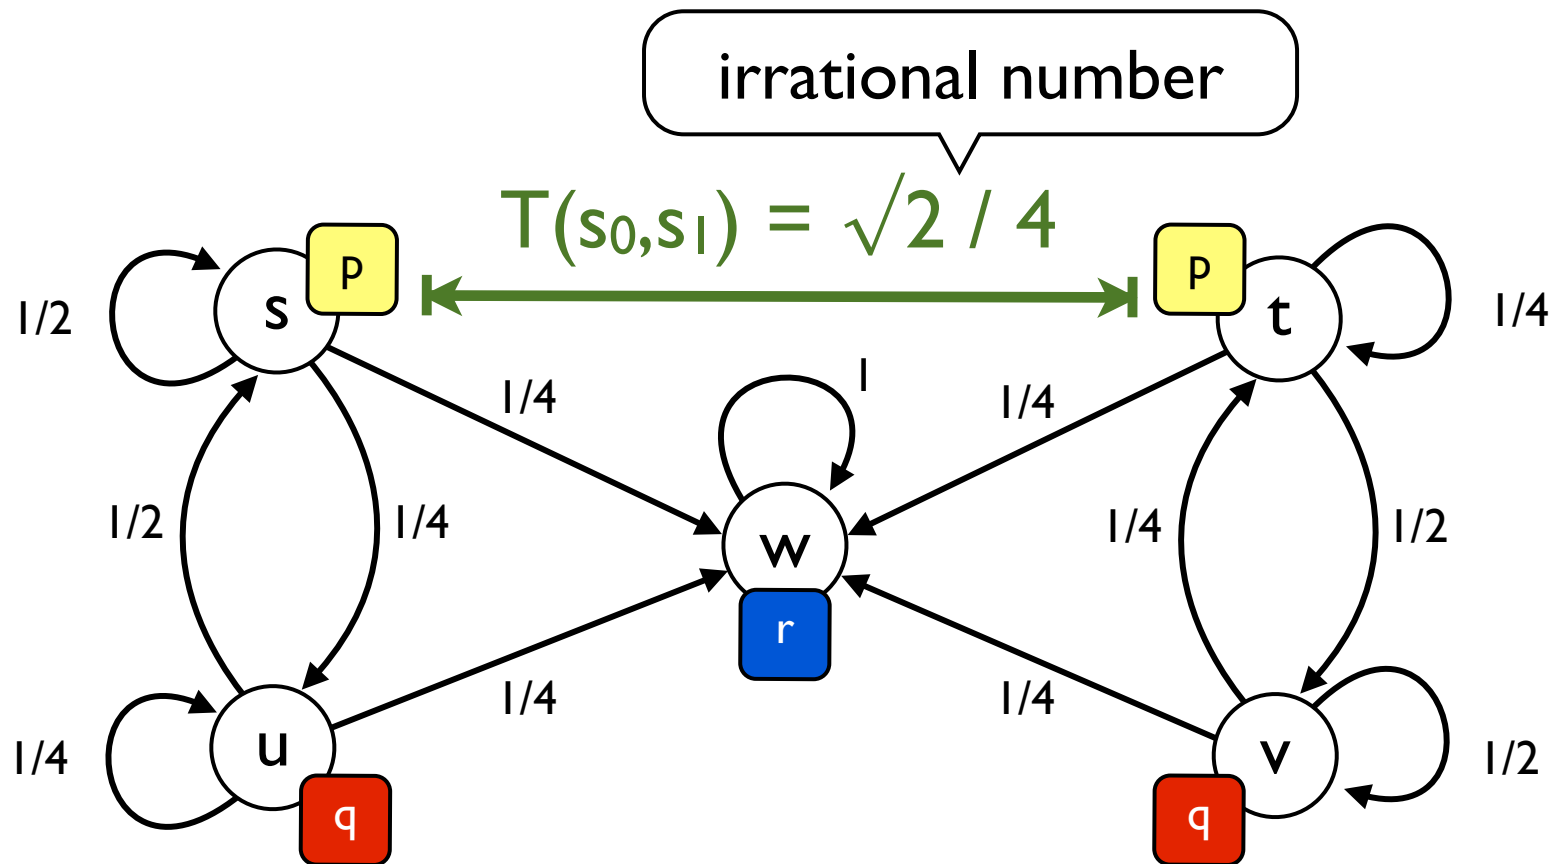 irrational number
T(s0,s1) = √2 / 4
p
p
s
t
1/2
1/4
1
1/4
1/4
1/2
1/4
w
1/4
1/2
r
1/4
1/4
u
v
1/4
1/2
q
q